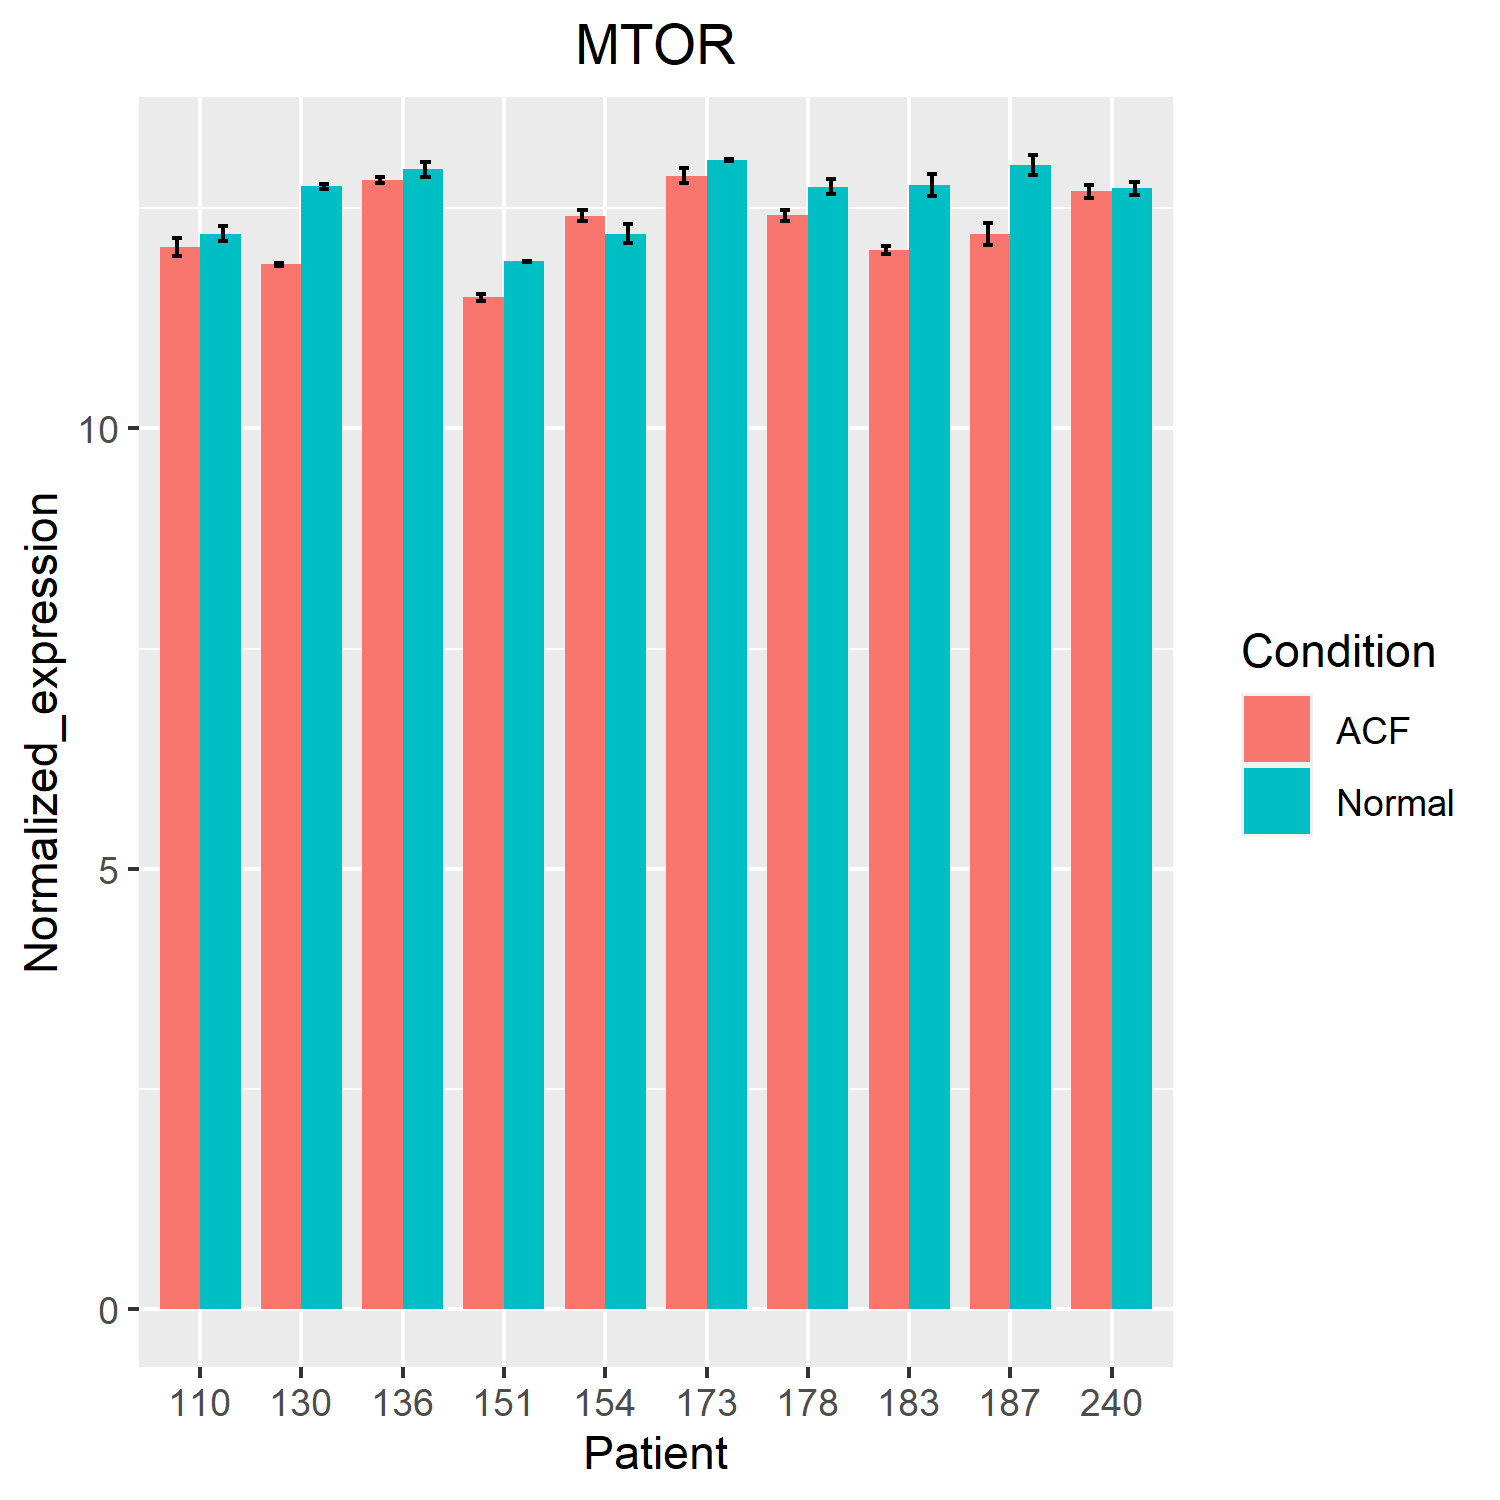 MTOR
10
5
0
Normalized_expression
110 130 136 151 154 173 178 183 187 240
Patient
Condition
ACF
Normal